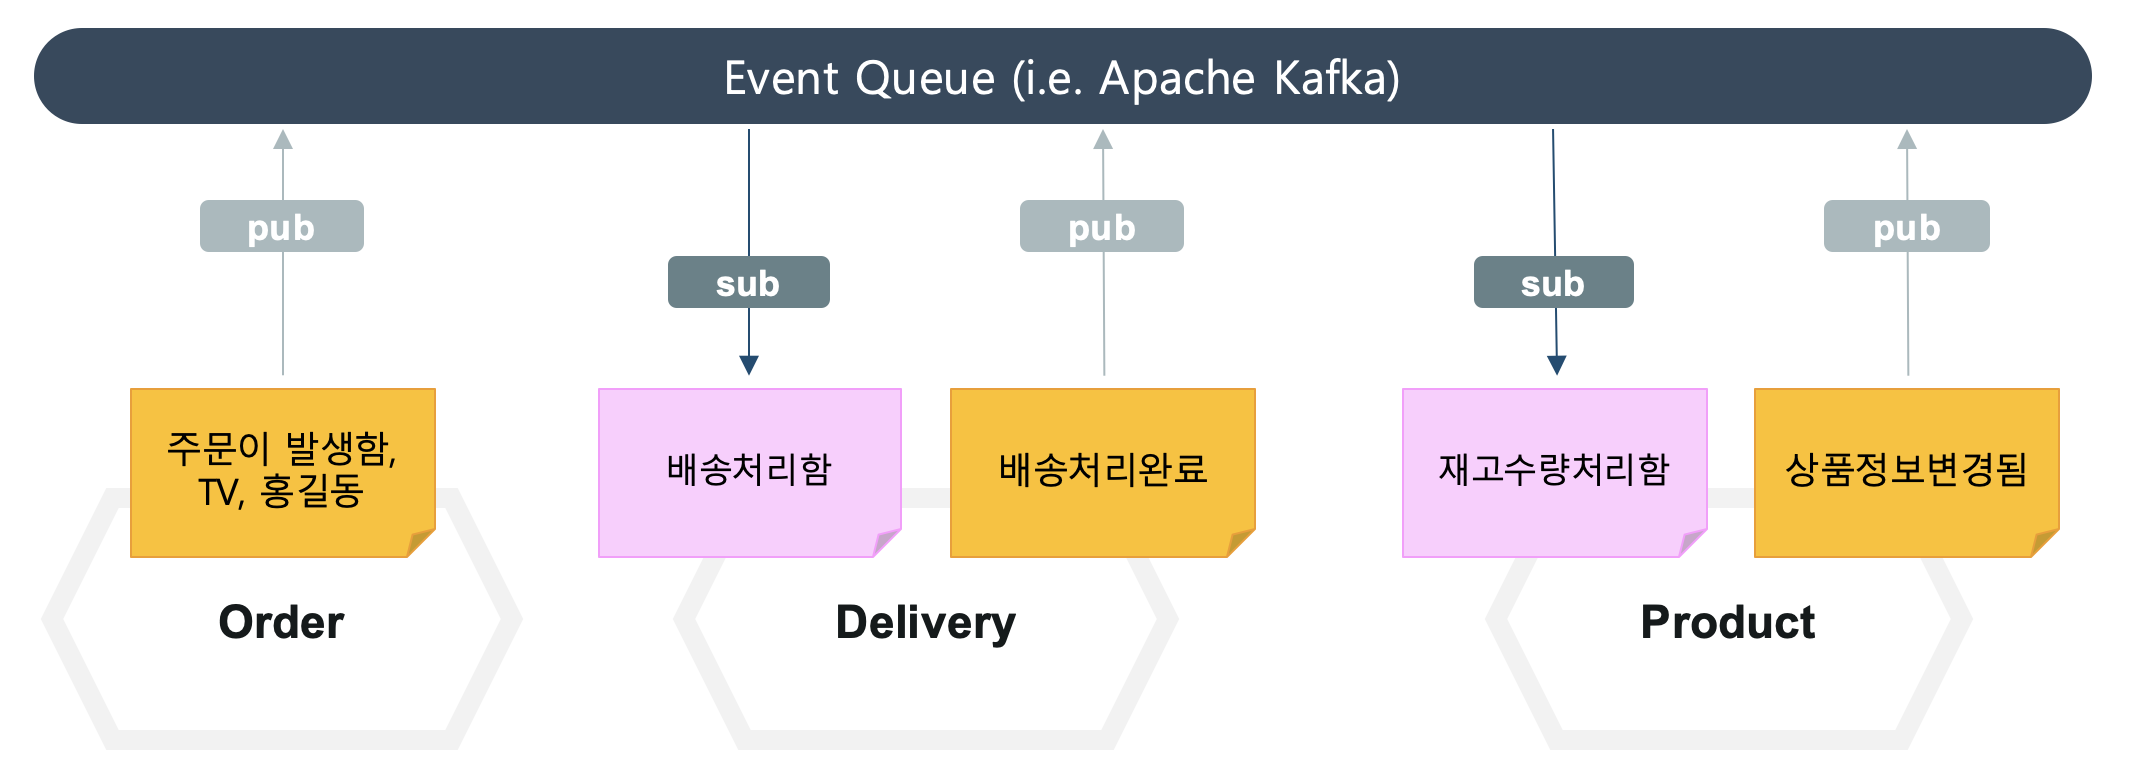 Event Queue (i.e. Apache Kafka)
pub
pub
pub
sub
sub
주문이 발생함,
TV, 홍길동
배송처리함
배송처리완료
재고수량처리함
상품정보변경됨
Order
Delivery
Product